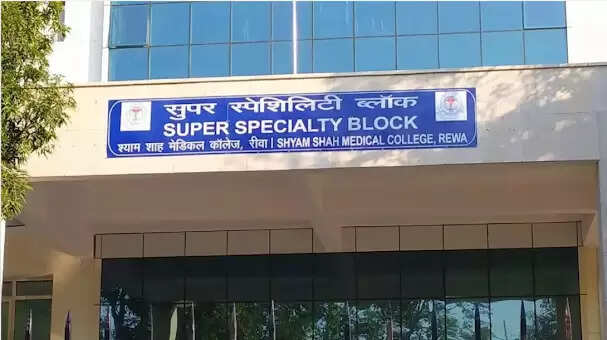 सुपर स्पेशिलिटी ब्लॉक
SUPER SPECIALTY BLOCK
श्याम शाह मेडिकल कॉलेज, रीवा | SHYAM SHAH MEDICAL COLLEGE, REWA